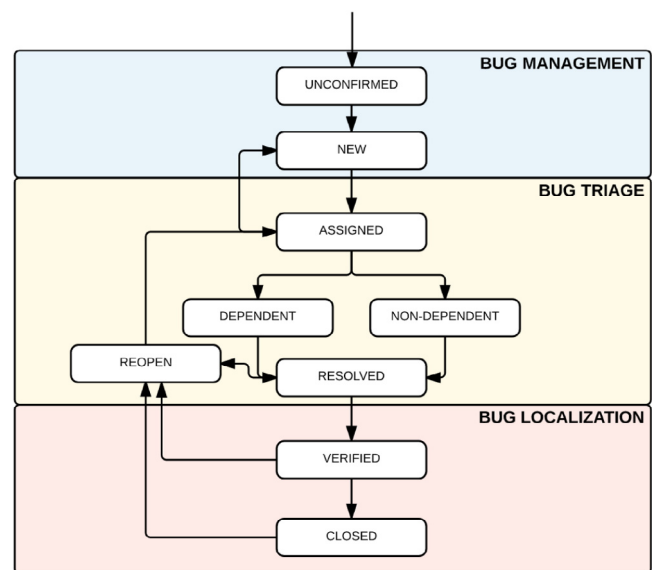 BUG MANAGEMENT
UNCONFIRMED
NEW
BUG TRIAGE
ASSIGNED
DEPENDENT
NON-DEPENDENT
REOPEN
RESOLVED
BUG LOCALIZATION
VERIFIED
CLOSED